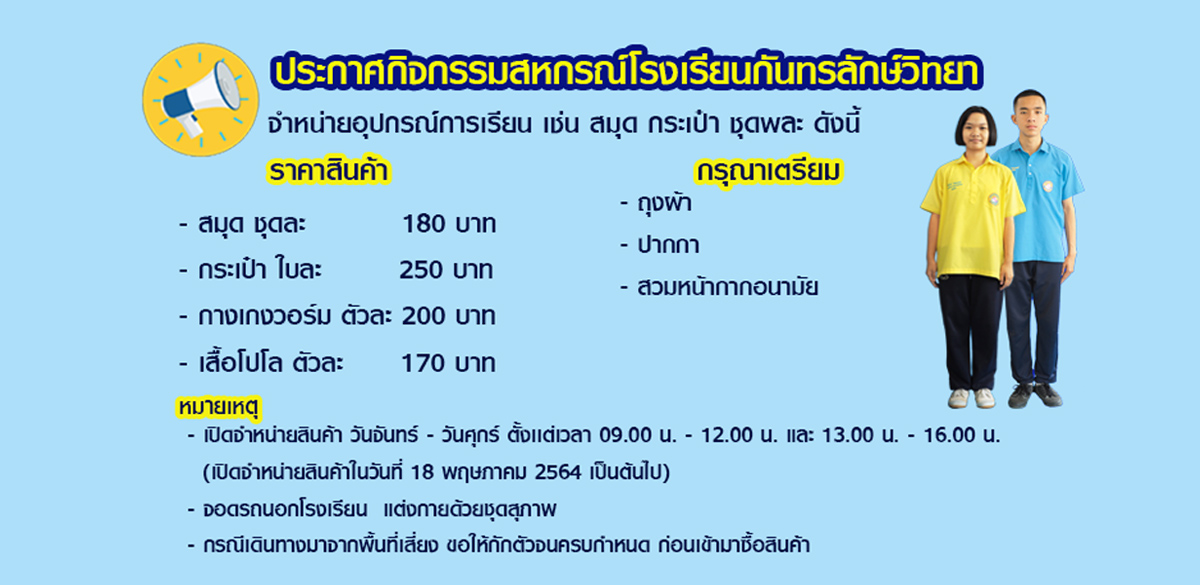 ประกาศกิจกรรมสหกรณ์โรงเรียนกันทรลักษ์วิทยา
จำหน่ายอุปกรณ์การเรียน เช่น สมุด กระเป๋า ชุดพละ ดังนี้
ราคาสินค้า
- สมุด ชุดละ 180 บาท
- กระเป๋า ใบละ 250 บาท
- กางเกงวอร์ม ตัวละ 200 บาท
- เสื้อโปโล ตัวละ 170 บาท
กรุณาเตรียม
- ถุงผ้า
- ปากกา
- สวมหน้ากากอนามัย
หมายเหตุ
- เปิดจำหน่ายสินค้า วันจันทร์ - วันศุกร์ ตั้งแต่เวลา 09.00 น. - 12.00 น. และ 13.00 น. - 16.00 น.
(เปิดจำหน่ายสินค้าในวันที่ 18 พฤษภาคม 2564 เป็นต้นไป)
- จอดรถนอกโรงเรียน แต่งกายด้วยชุดสุภาพ
- กรณีเดินทางมาจากพื้นที่เสี่ยง ขอให้กักตัวจนครบกำหนด ก่อนเข้ามาซื้อสินค้า